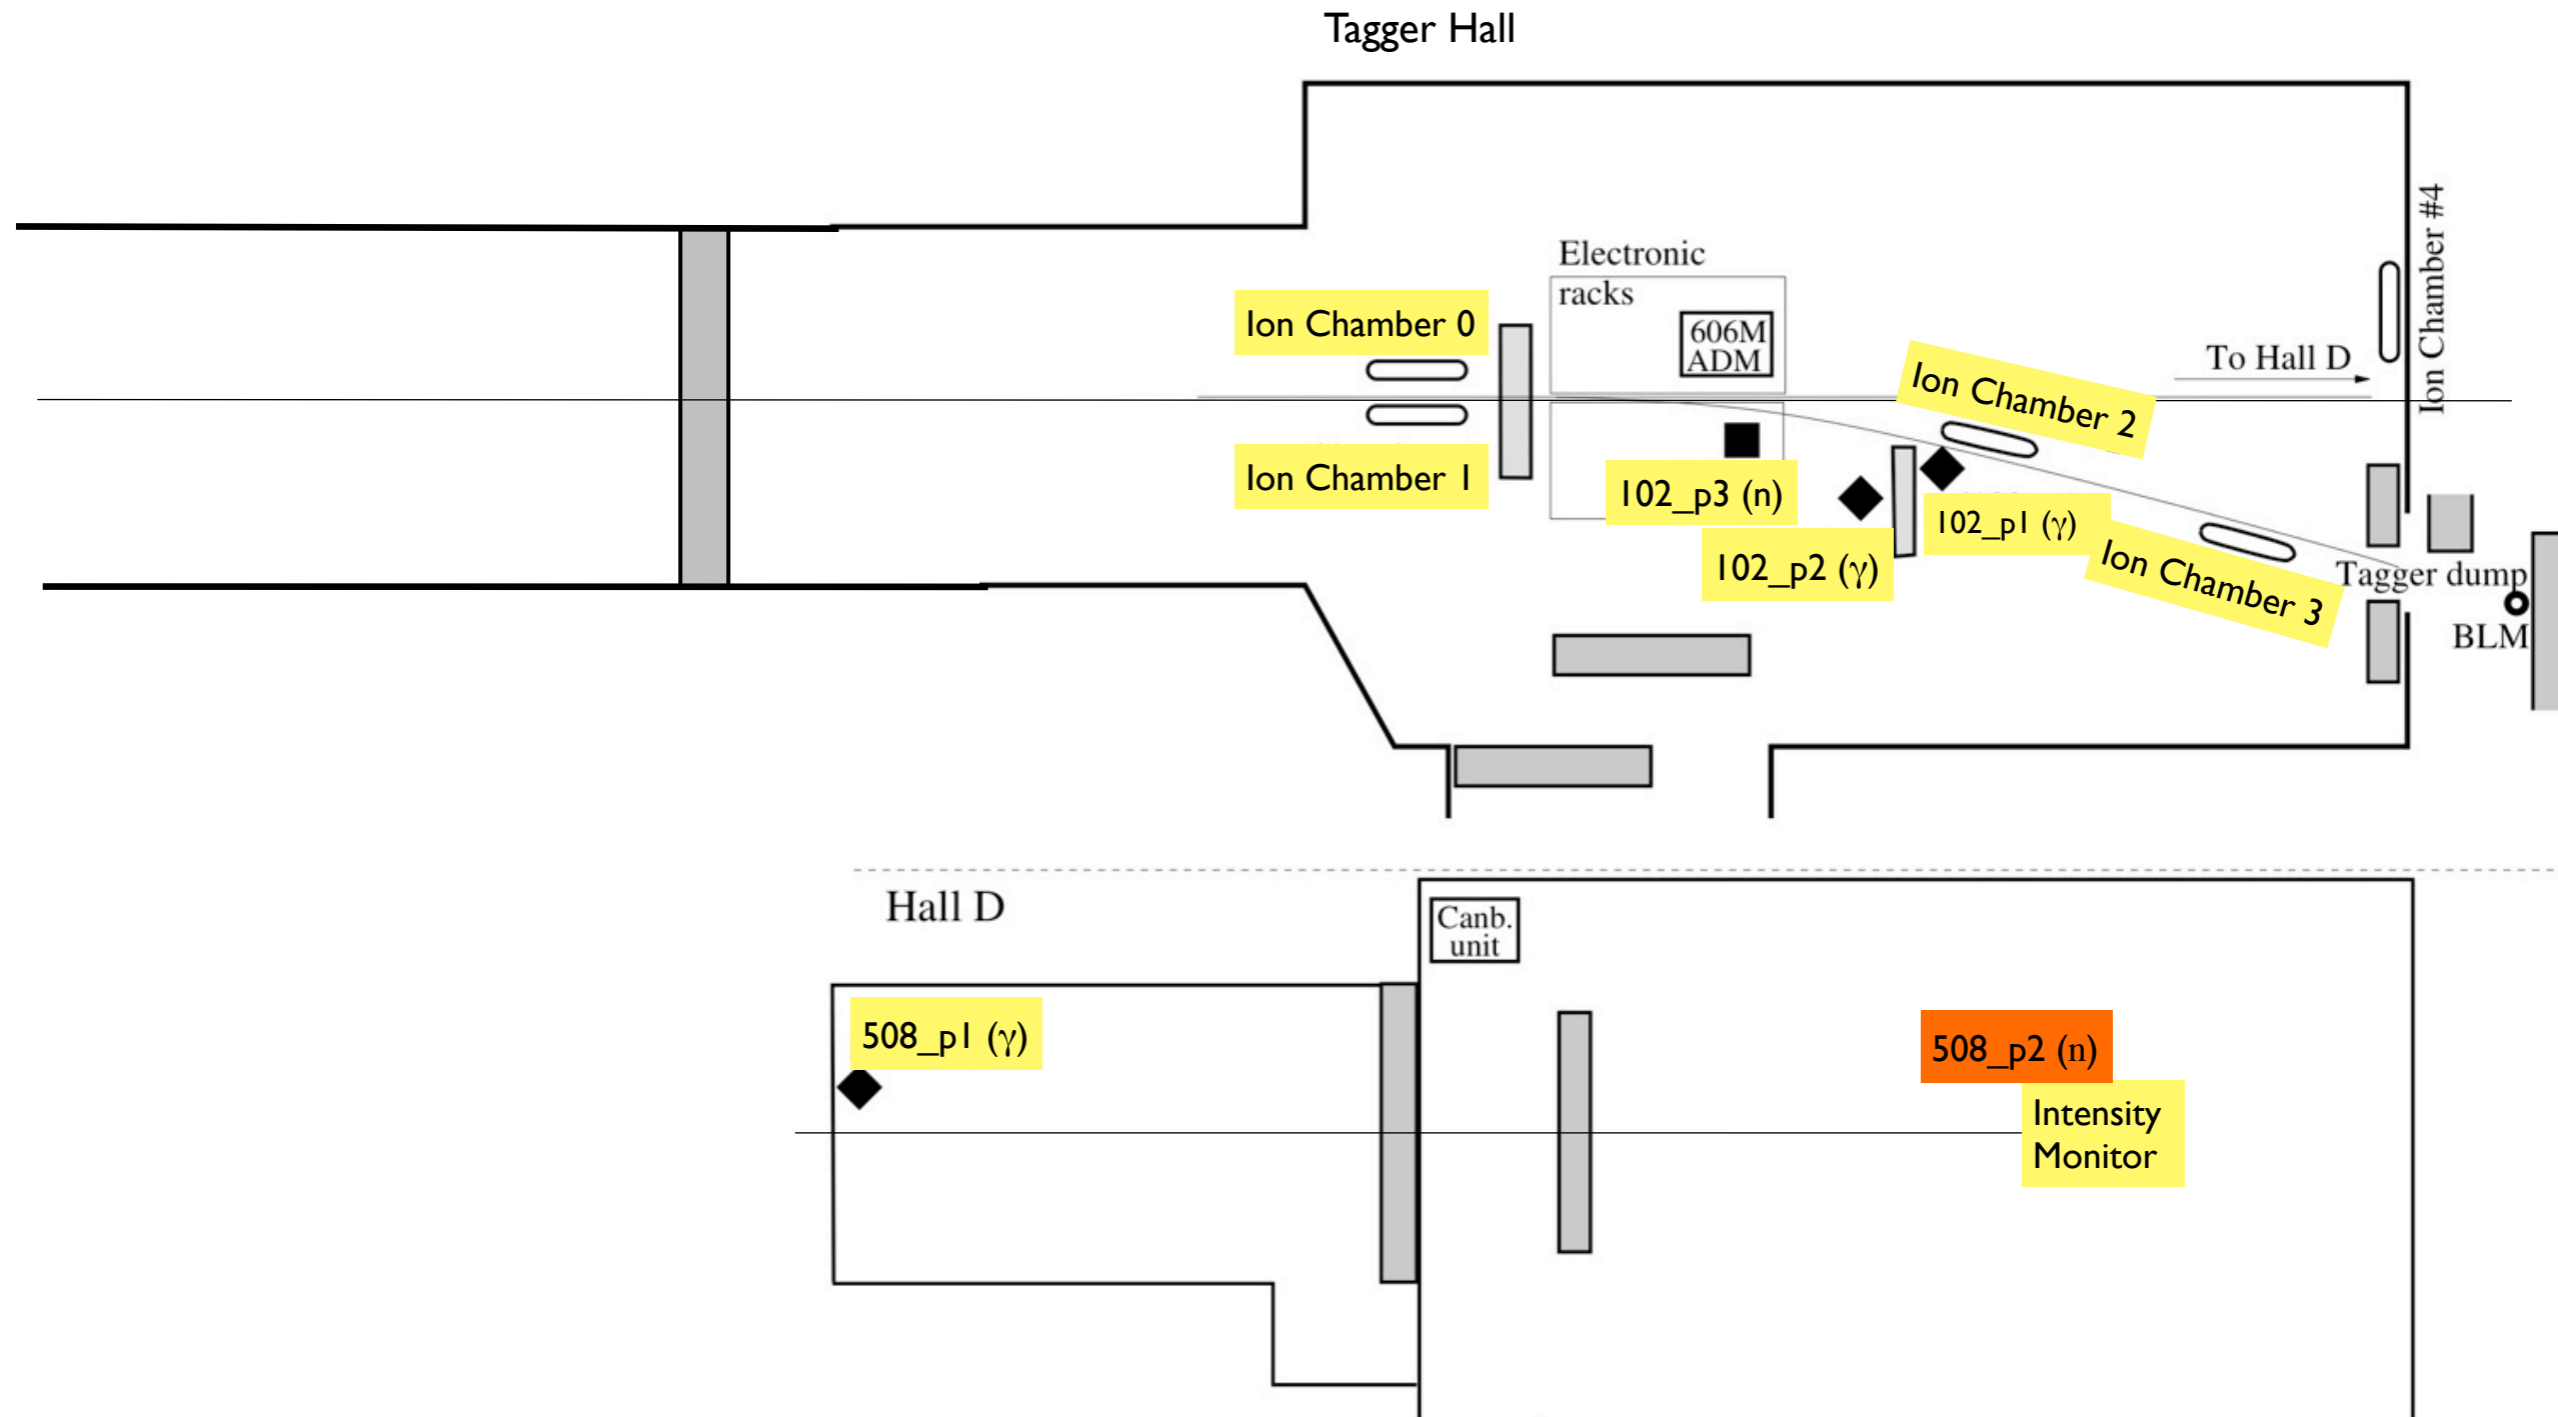 Tagger Hall
Electronic
racks
606M
ADM
Ion Chamber 0
Ion Chamber 1
Ion Chamber 2
To Hall D
Ion Chamber #4
102_p3 (n)
102_p2 (γ)
102_p1 (γ)
Ion Chamber 3
Tagger dump
BLM
Hall D
Canb.
unit
508_p1 (γ)
508_p2 (n)
Intensity
Monitor